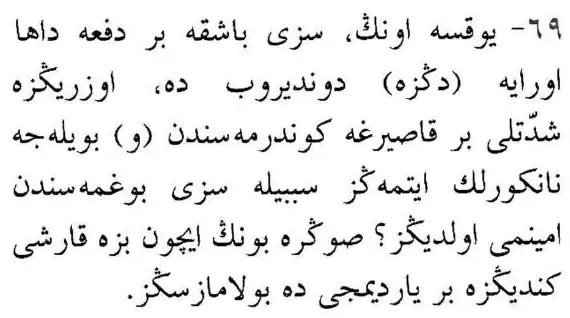 ٦٩- يوقسه اونڭ، سزى باشقه بر دفعه داها
اورايه (دڭزه) دونديروب ده، اوزريڭزه
شدّتلى بر قاصيرغه كوندرمه‌سندن (و) بويله‌جه
نانكورلك ايتمه‌ڭز سببيله سزى بوغمه‌سندن
امينمى اولديڭز؟ صوڭره بونڭ ايچون بزه قارشى
كنديڭزه بر يارديمجى ده بولامازسڭز.